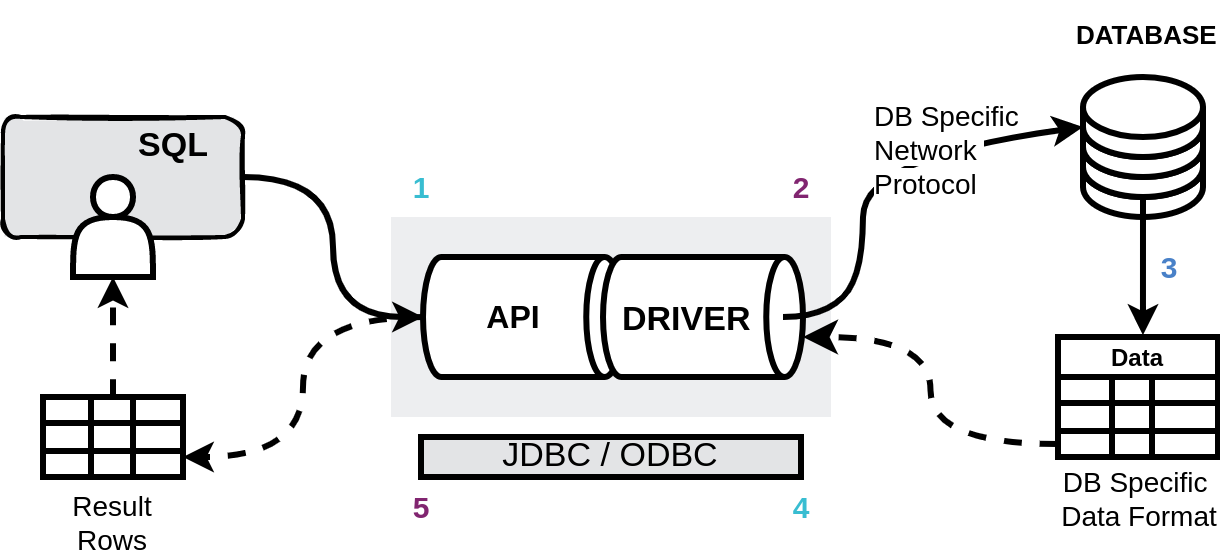 DATABASE
DB Specific
Network
Protocol
SQL
1
2
3
API
DRIVER
Data
JDBC / ODBC
DB Specific
Data Format
5
4
Result
Rows